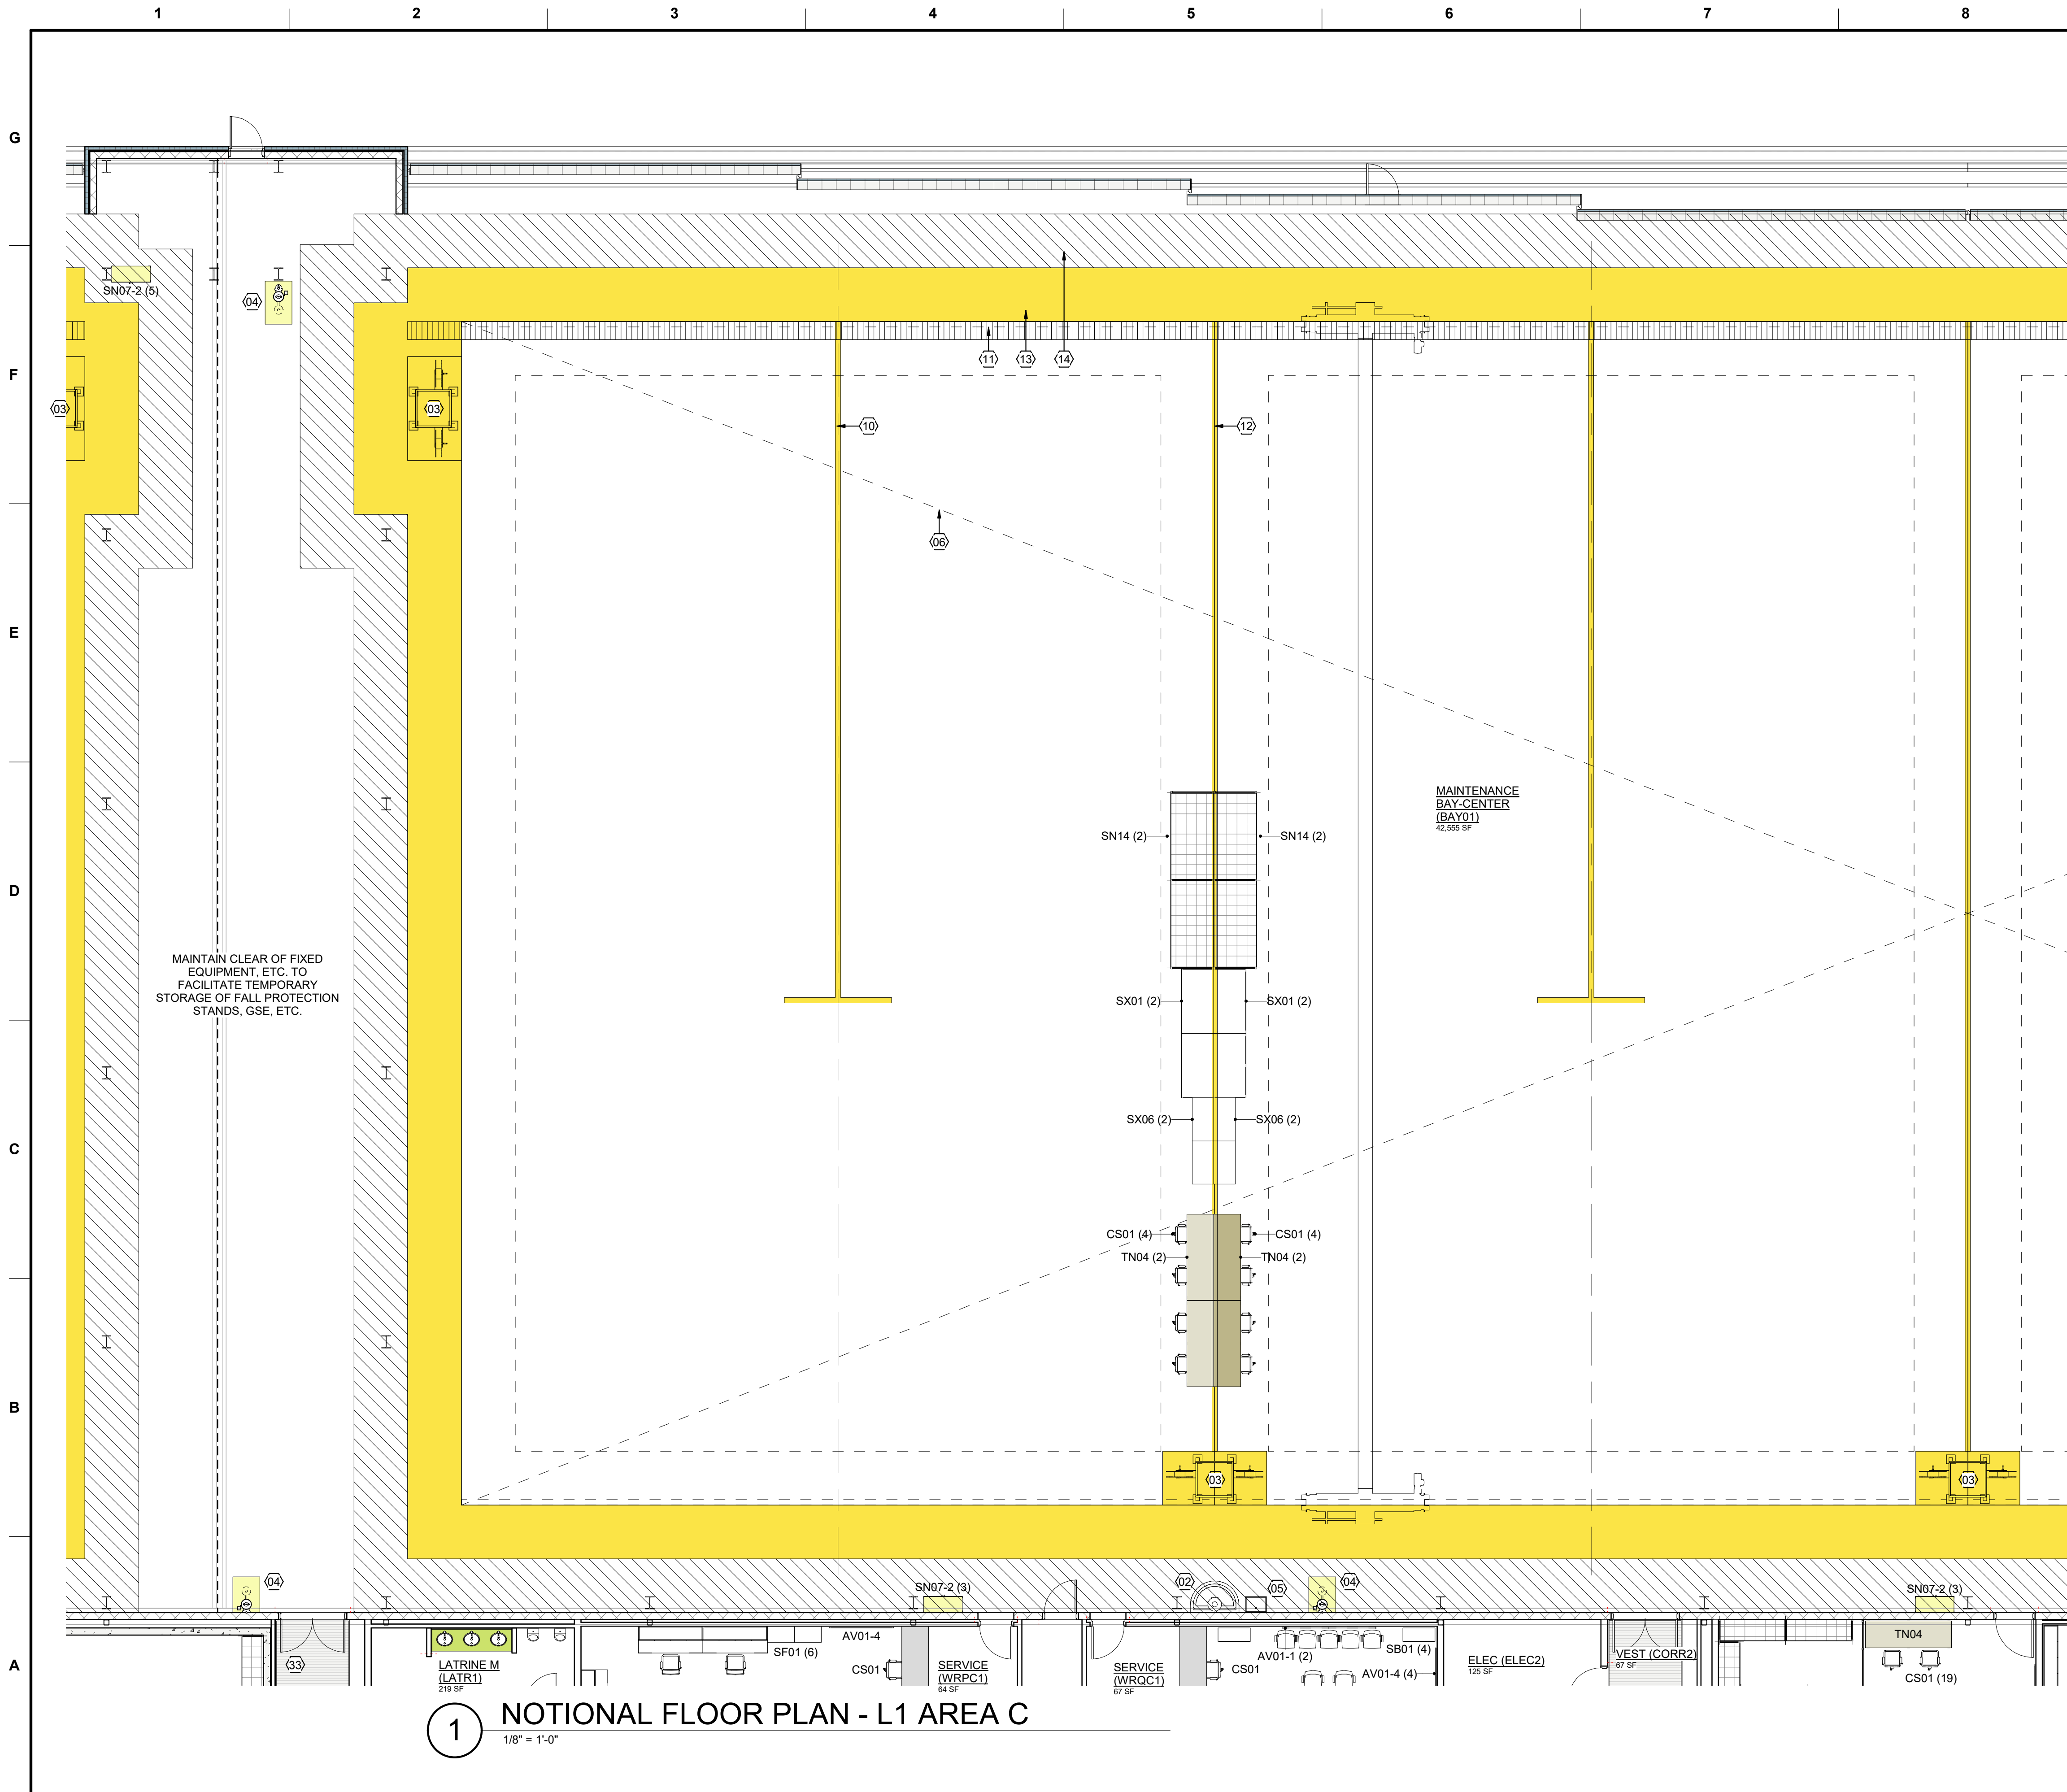 1 2 3 4 5 6 7 8
G
SN07-2 (5)
04
11 13 14
F
03 03
10 12
06
E
MAINTENANCE
BAY-CENTER
(BAY01)
42,555 SF
SN14 (2) SN14 (2)
D
MAINTAIN CLEAR OF FIXED
EQUIPMENT, ETC. TO
FACILITATE TEMPORARY
STORAGE OF FALL PROTECTION
STANDS, GSE, ETC.
SX01 (2) SX01 (2)
SX06 (2) SX06 (2)
C
CS01 (4) CS01 (4)
TN04 (2) TN04 (2)
B
03 03
04
SN07-2 (3)
02
05
04
SN07-2 (3)
A
33
LATRINE M
(LATR1)
219 SF
SF01 (6)
AV01-4
CS01
SERVICE
(WRPC1)
64 SF
SERVICE
(WRQC1)
67 SF
CS01
AV01-1 (2)
SB01 (4)
AV01-4 (4)
ELEC (ELEC2)
125 SF
VEST (CORR2)
67 SF
TN04
CS01 (19)
1
NOTIONAL FLOOR PLAN - L1 AREA C
1/8" = 1'-0"